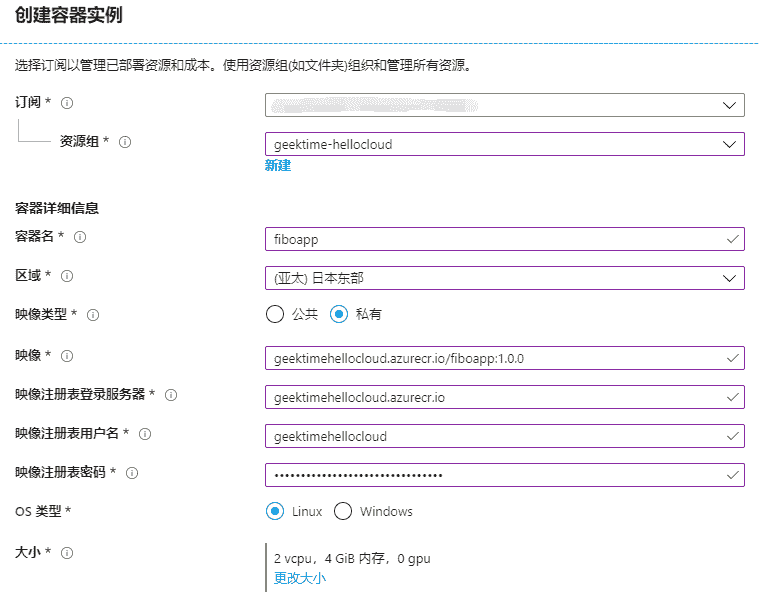 创建容器实例
选择订阅以管理已部署资源和成本。使用资源组(如文件夹)组织和管理所有资源。
订阅 *
资源组 * geektime-hellocloud
新建
容器详细信息
容器名 * fiboapp
区域 * (亚太) 日本东部
映像类型 * 公共 私有
映像 * geektimehellocloud.azurecr.io/fiboapp:1.0.0
映像注册表登录服务器 * geektimehellocloud.azurecr.io
映像注册表用户名 * geektimehellocloud
映像注册表密码 * ••••••••••••••••••••••••••••••••
OS 类型 * Linux Windows
大小 * 2 vcpu，4 GiB 内存，0 gpu
更改大小